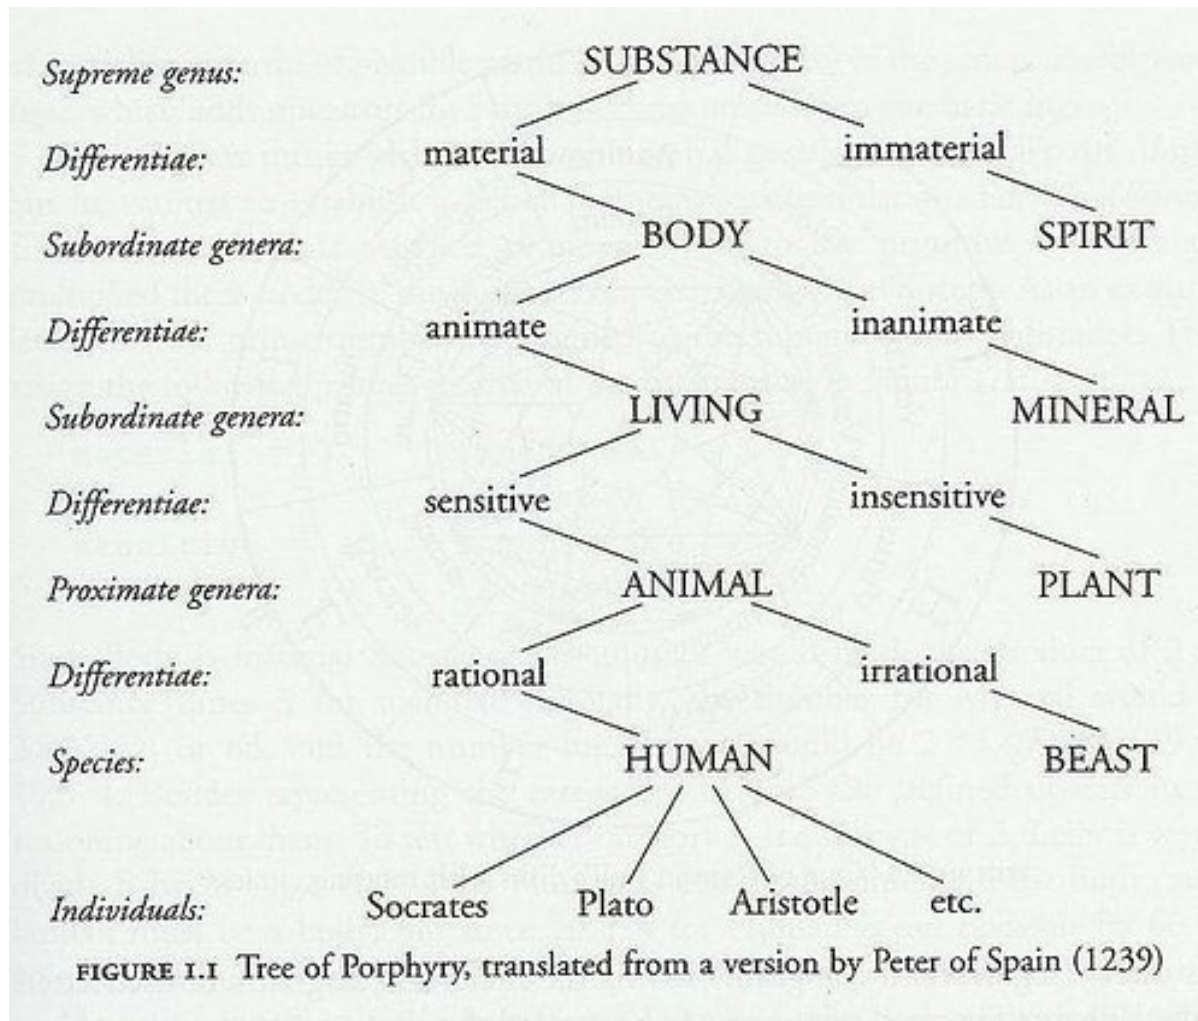 Supreme genus: SUBSTANCE
Differentiae: material immaterial
Subordinate genera: BODY SPIRIT
Differentiae: animate inanimate
Subordinate genera: LIVING MINERAL
Differentiae: sensitive insensitive
Proximate genera: ANIMAL PLANT
Differentiae: rational irrational
Species: HUMAN BEAST
Individuals: Socrates Plato Aristotle etc.
FIGURE 1.1 Tree of Porphyry, translated from a version by Peter of Spain (1239)